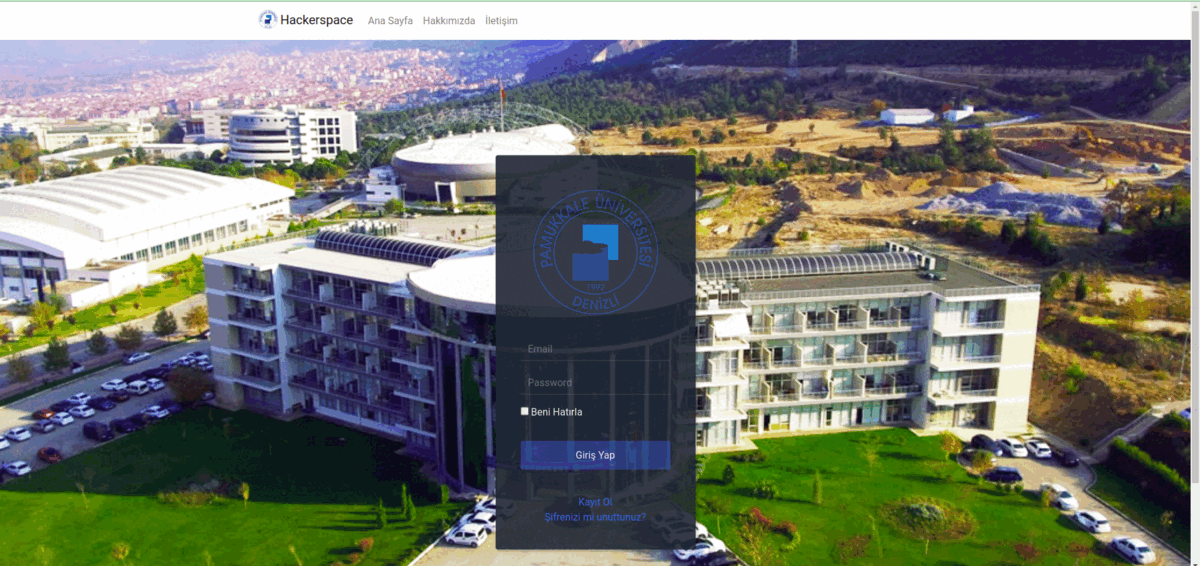 Hackerspace Ana Sayfa Hakkımızda İletişim
PAMUKKALE ÜNİVERSİTESİ
1992
DENİZLİ
Email
Password
Beni Hatırla
Giriş Yap
Kayıt Ol
Şifrenizi mi unuttunuz?